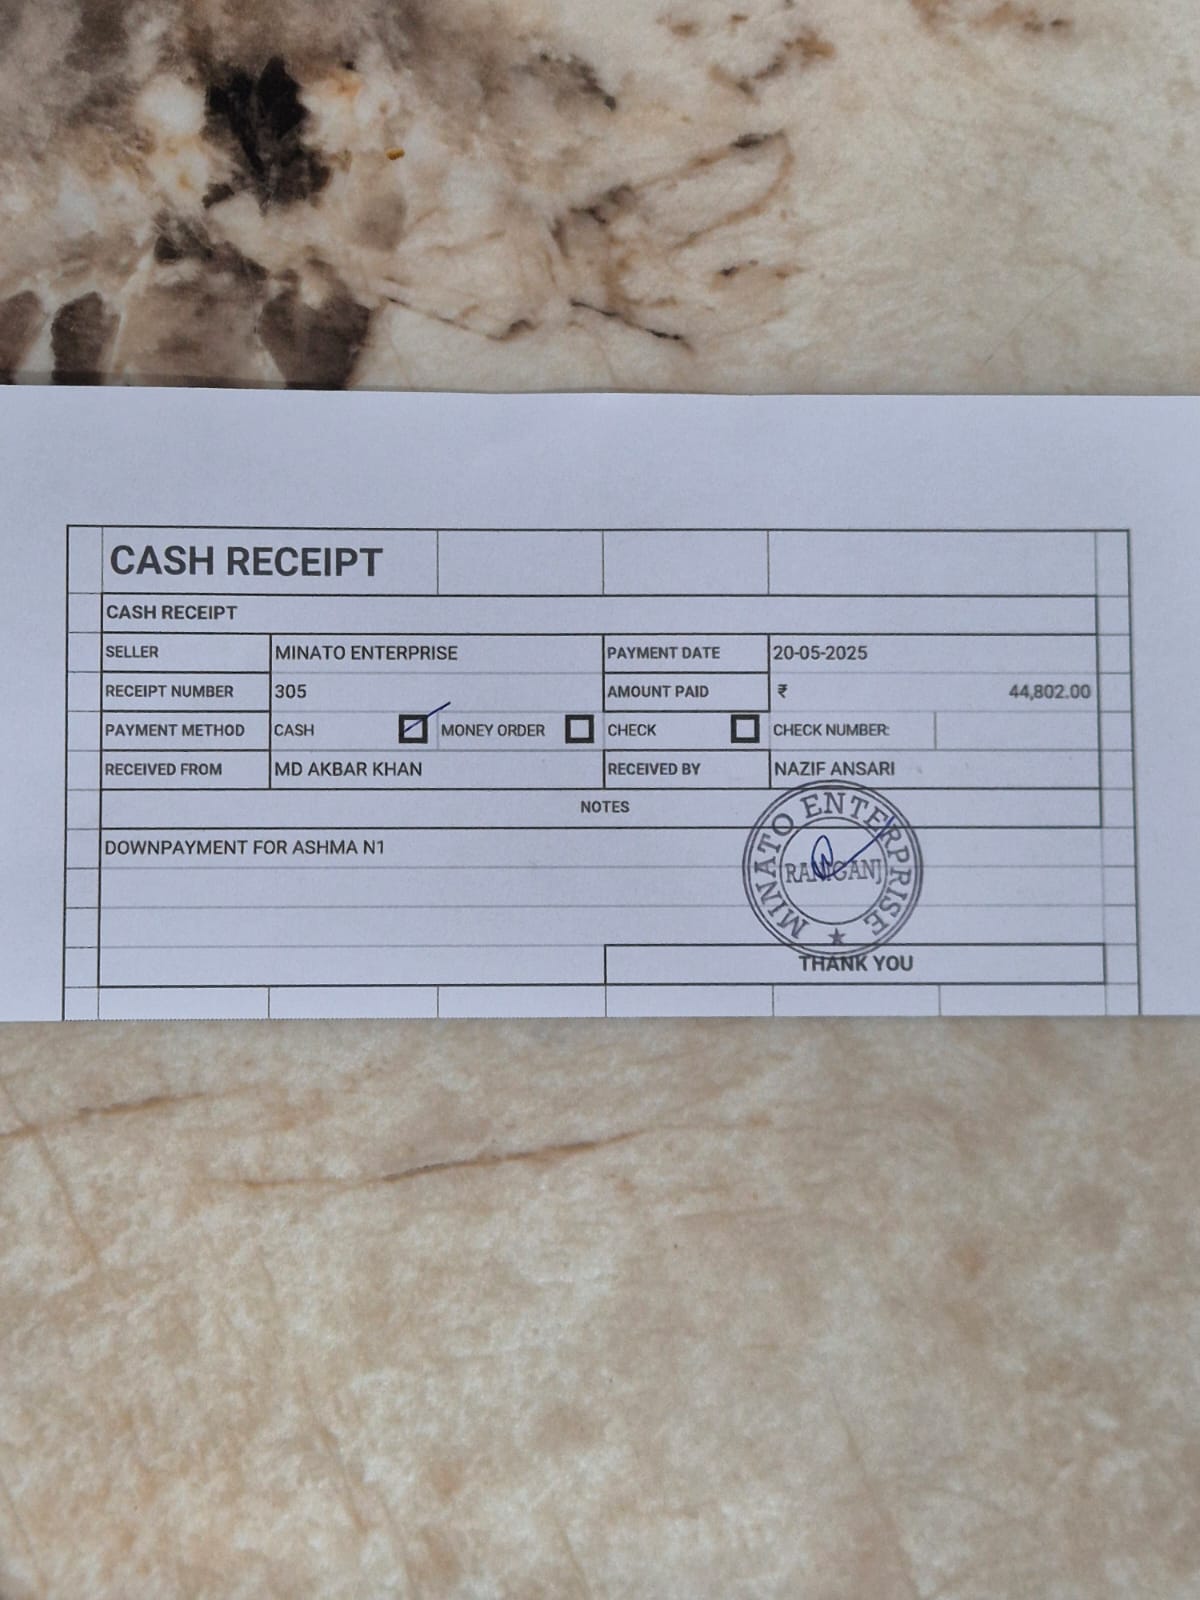 CASH RECEIPT
CASH RECEIPT
SELLER MINATO ENTERPRISE PAYMENT DATE 20-05-2025
RECEIPT NUMBER 305 AMOUNT PAID ₹ 44,802.00
PAYMENT METHOD CASH MONEY ORDER CHECK CHECK NUMBER:
RECEIVED FROM MD AKBAR KHAN RECEIVED BY NAZIF ANSARI
NOTES
DOWNPAYMENT FOR ASHMA N1
MINATO ENTERPRISE
RANIGANJ
THANK YOU